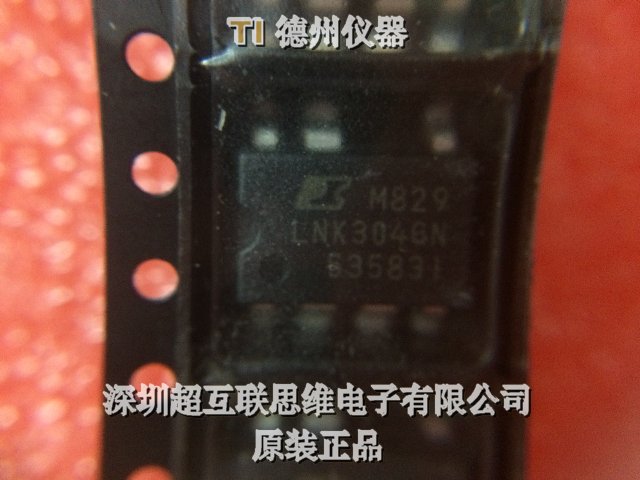 TI 德州仪器
M829
LNK304GN
63583I
深圳超互联思维电子有限公司
原装正品